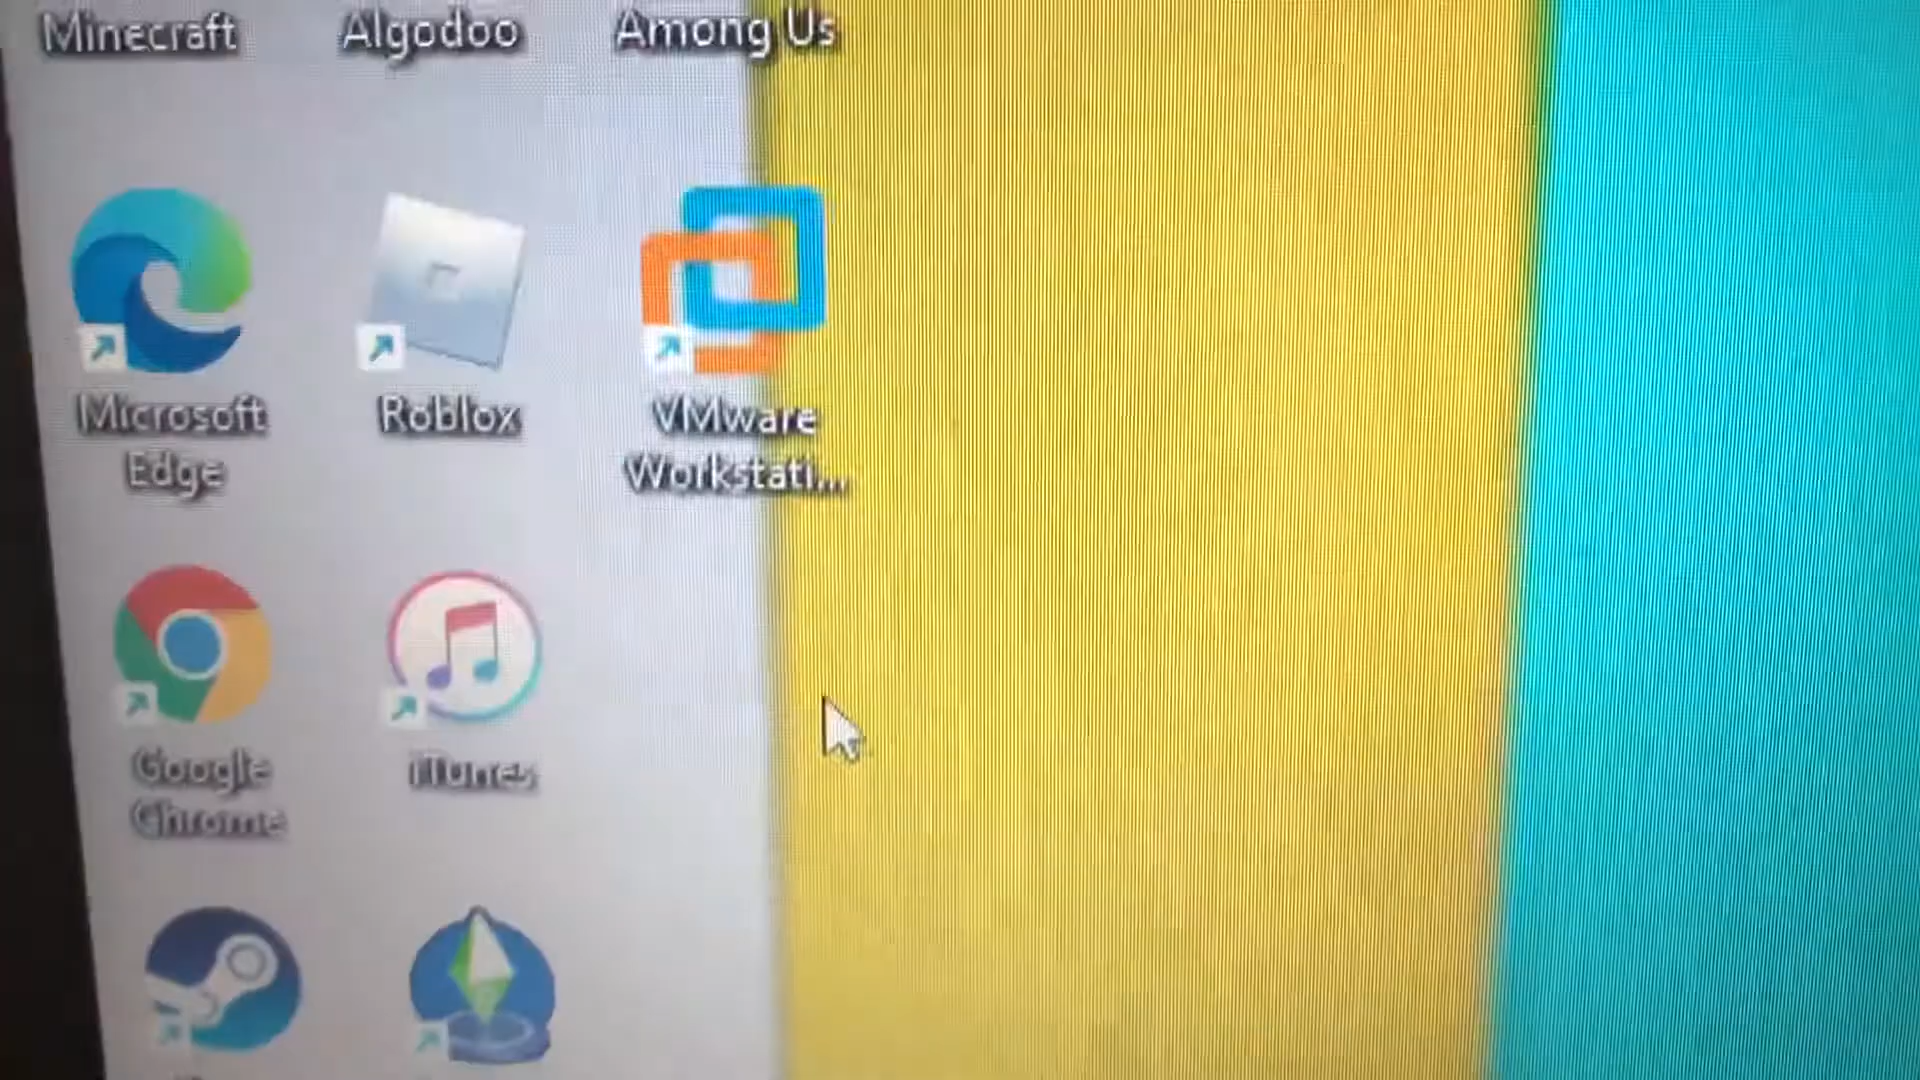 Minecraft
Algodoo
Among Us
Microsoft
Edge
Roblox
VMware
Workstati...
Google
Chrome
iTunes